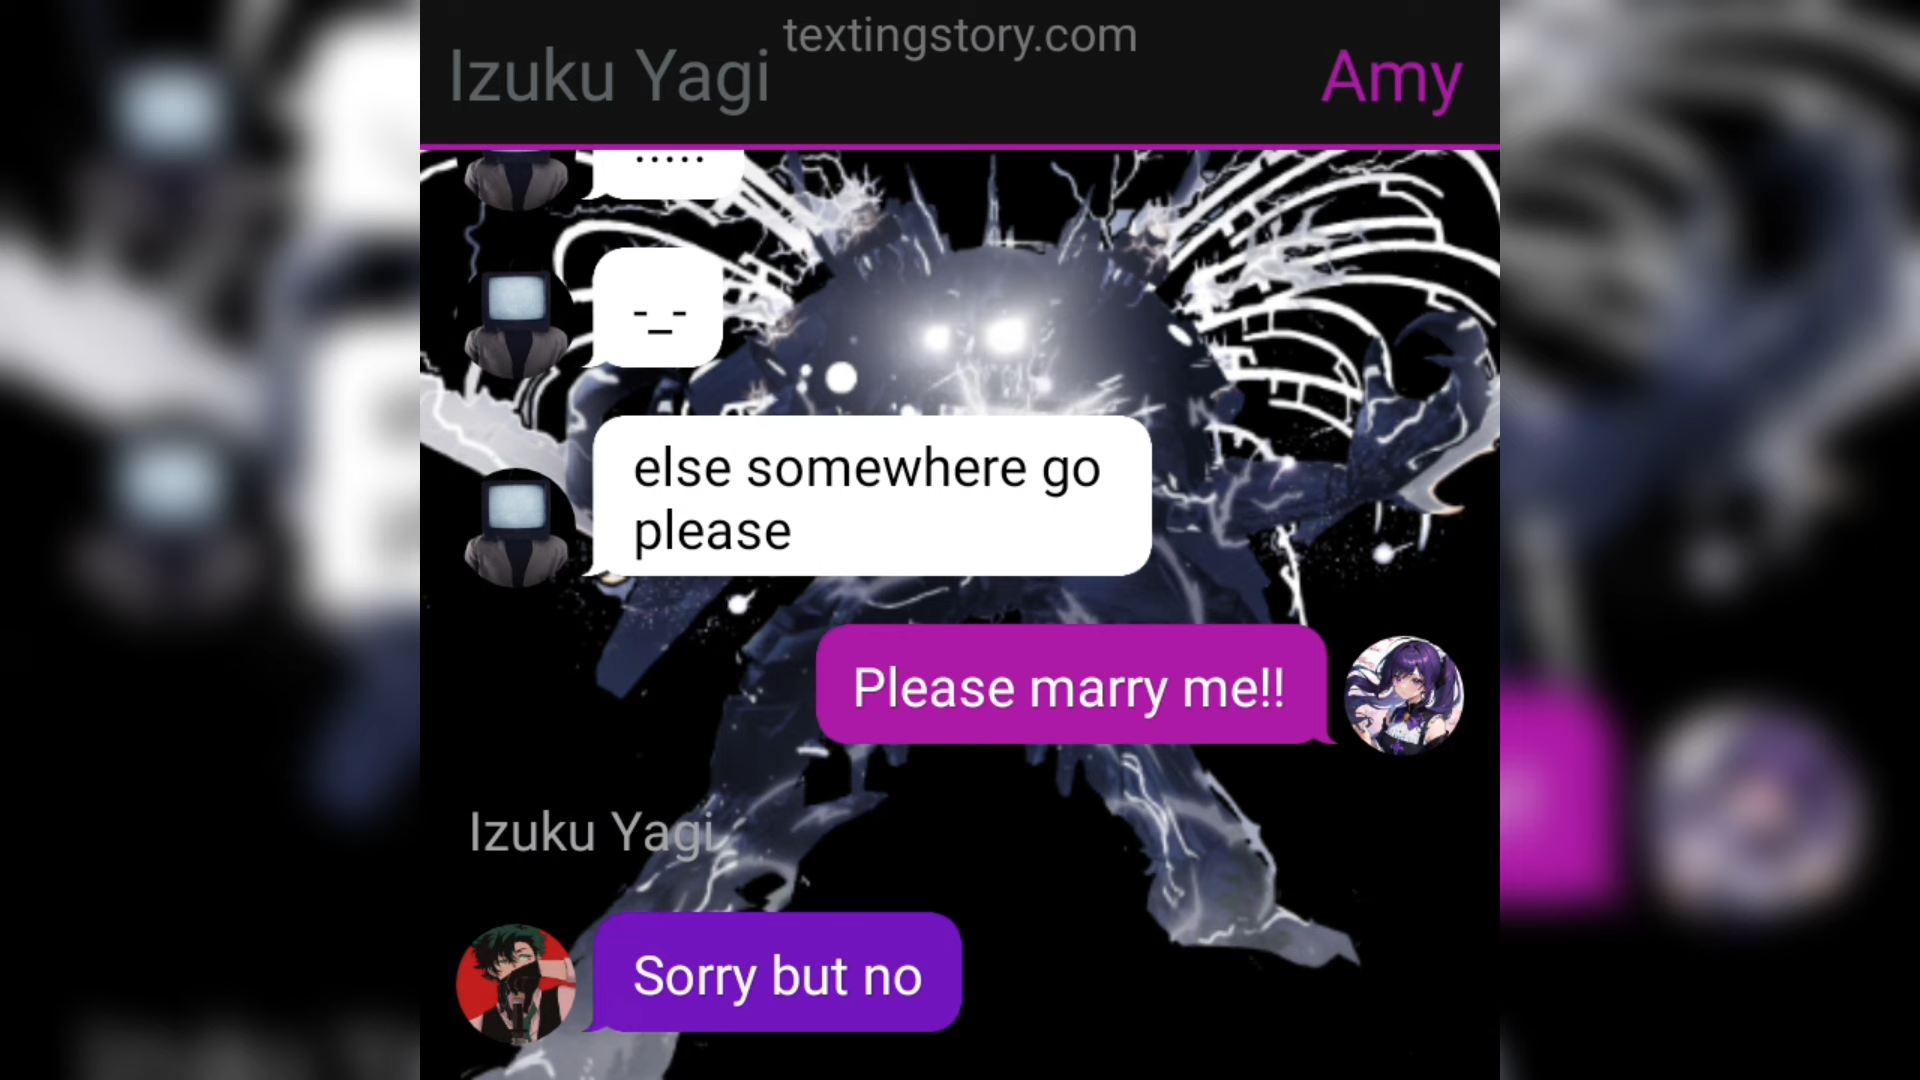 textingstory.com
Izuku Yagi
Amy
.....
-_-
else somewhere go
please
Please marry me!!
Izuku Yagi
Sorry but no